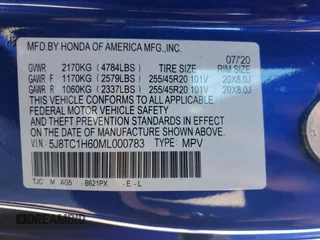 MFD.BY HONDA OF AMERICA MFG.,INC.
07/20
GVWR 2170KG (4784LBS) TIRE SIZE RIM SIZE
GAWR F 1170KG (2579LBS) 255/45R20 101V 20X8.0J
GAWR R 1060KG (2337LBS) 255/45R20 101V 20X8.0J
THIS VEHICLE CONFORMS TO ALL APPLICABLE
FEDERAL MOTOR VEHICLE SAFETY AND
THEFT PREVENTION STANDARDS IN EFFECT ON
THE DATE OF MANUFACTURE SHOWN ABOVE.
VIN: 5J8TC1H60ML000783 TYPE: MPV
TJC M AG5 B621PX E-L